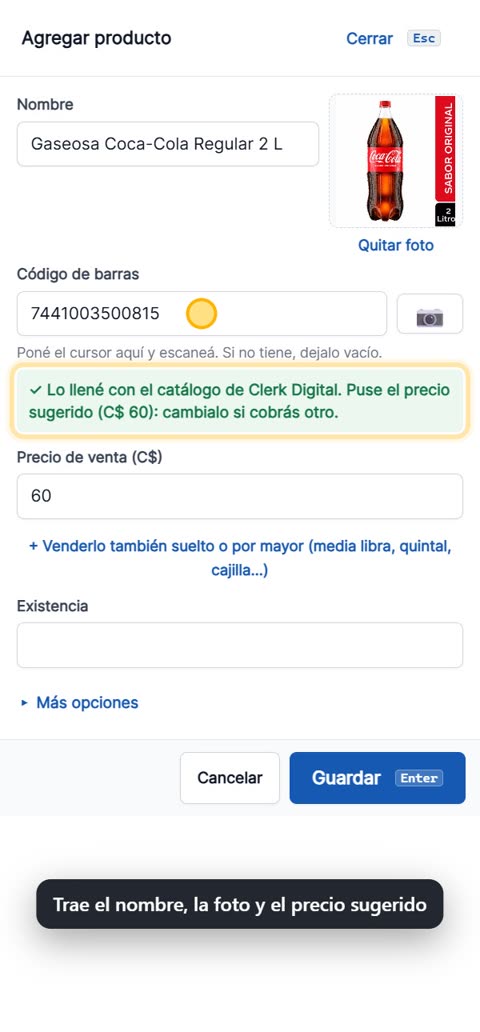 Agregar producto
Cerrar Esc
Nombre
Gaseosa Coca-Cola Regular 2 L
Coca-Cola
SABOR ORIGINAL
2
Litro
Quitar foto
Código de barras
7441003500815
Poné el cursor aquí y escaneá. Si no tiene, dejalo vacío.
✓ Lo llené con el catálogo de Clerk Digital. Puse el precio
sugerido (C$ 60): cambialo si cobrás otro.
Precio de venta (C$)
60
+ Venderlo también suelto o por mayor (media libra, quintal,
cajilla...)
Existencia
▸ Más opciones
Cancelar
Guardar Enter
Trae el nombre, la foto y el precio sugerido